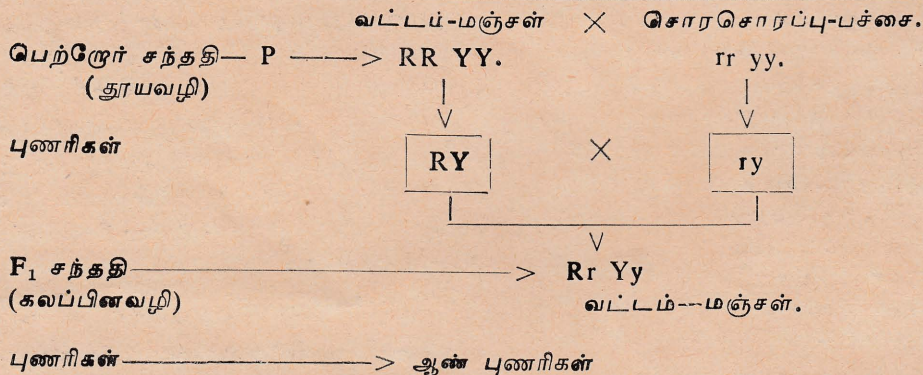 வட்டம்-மஞ்சள் × சொரசொரப்பு-பச்சை.
பெற்றோர் சந்ததி— P ——> RR YY. rr yy.
(தூயவழி)
புணரிகள் RY × ry
F₁ சந்ததி————> Rr Yy
(கலப்பினவழி) வட்டம்—மஞ்சள்.
புணரிகள்————> ஆண் புணரிகள்